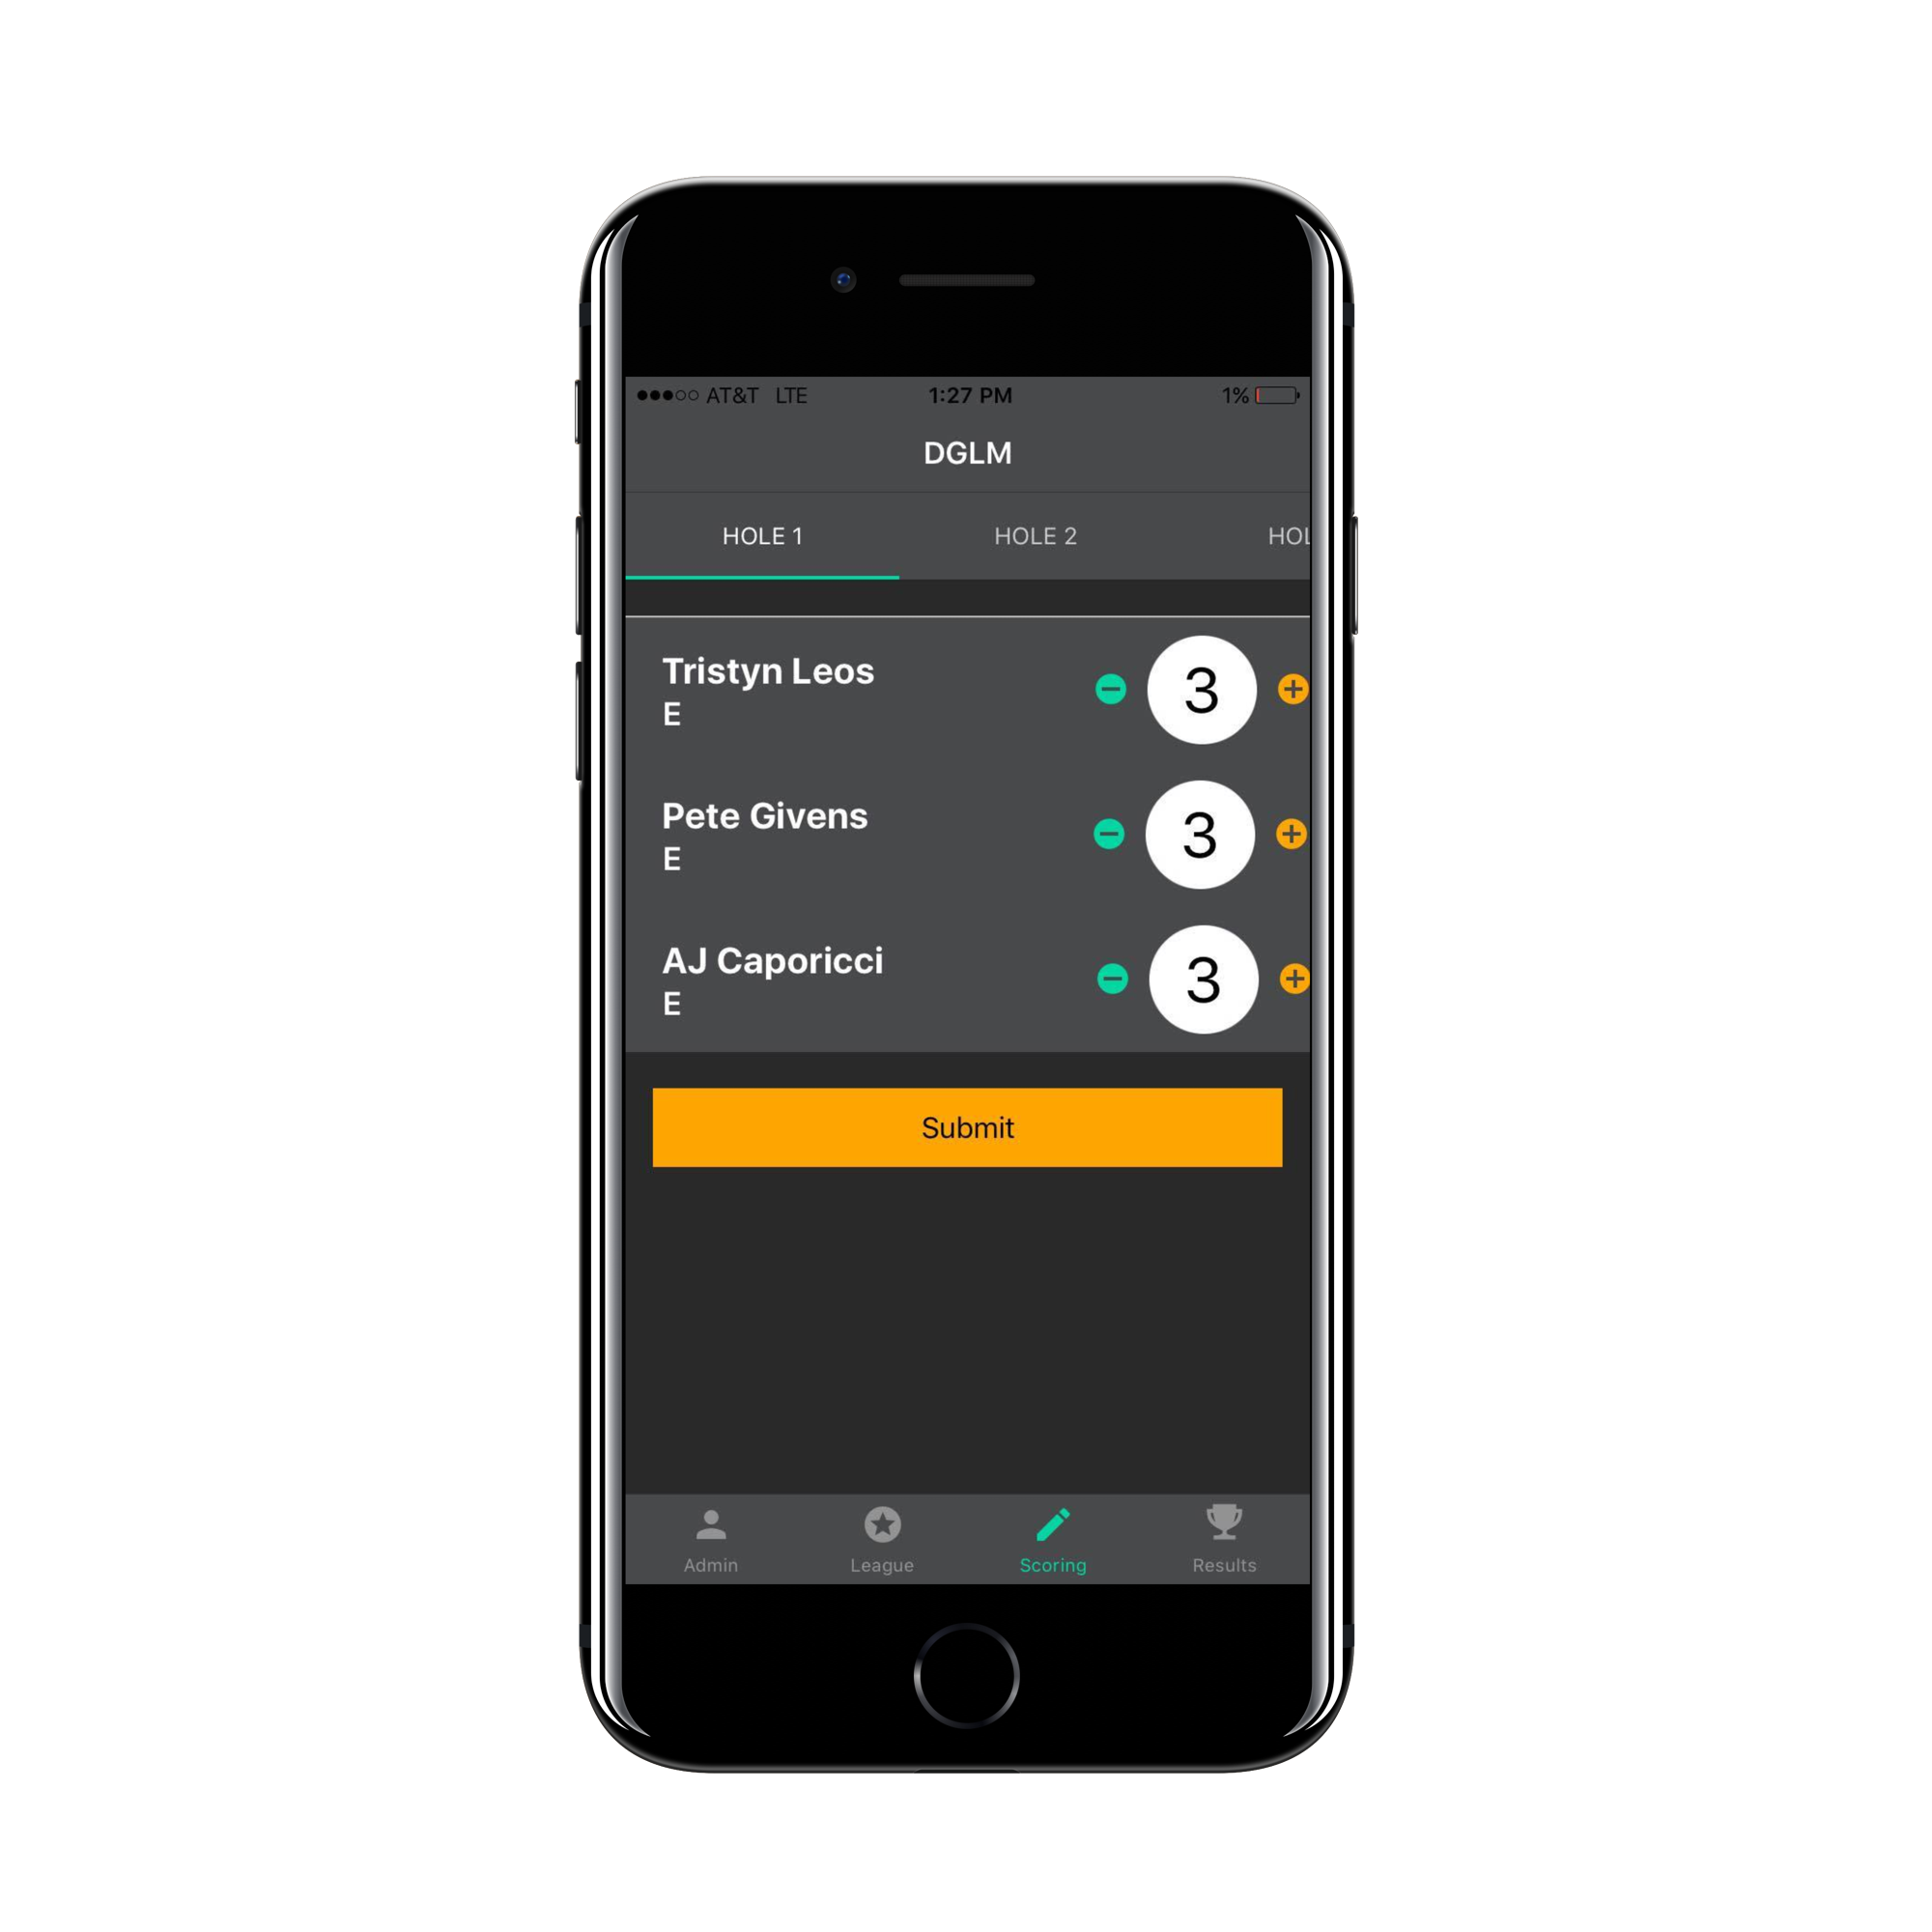 AT&T LTE 1:27 PM 1%
DGLM
HOLE 1 HOLE 2 HOL
Tristyn Leos
E
3
Pete Givens
E
3
AJ Caporicci
E
3
Submit
Admin League Scoring Results